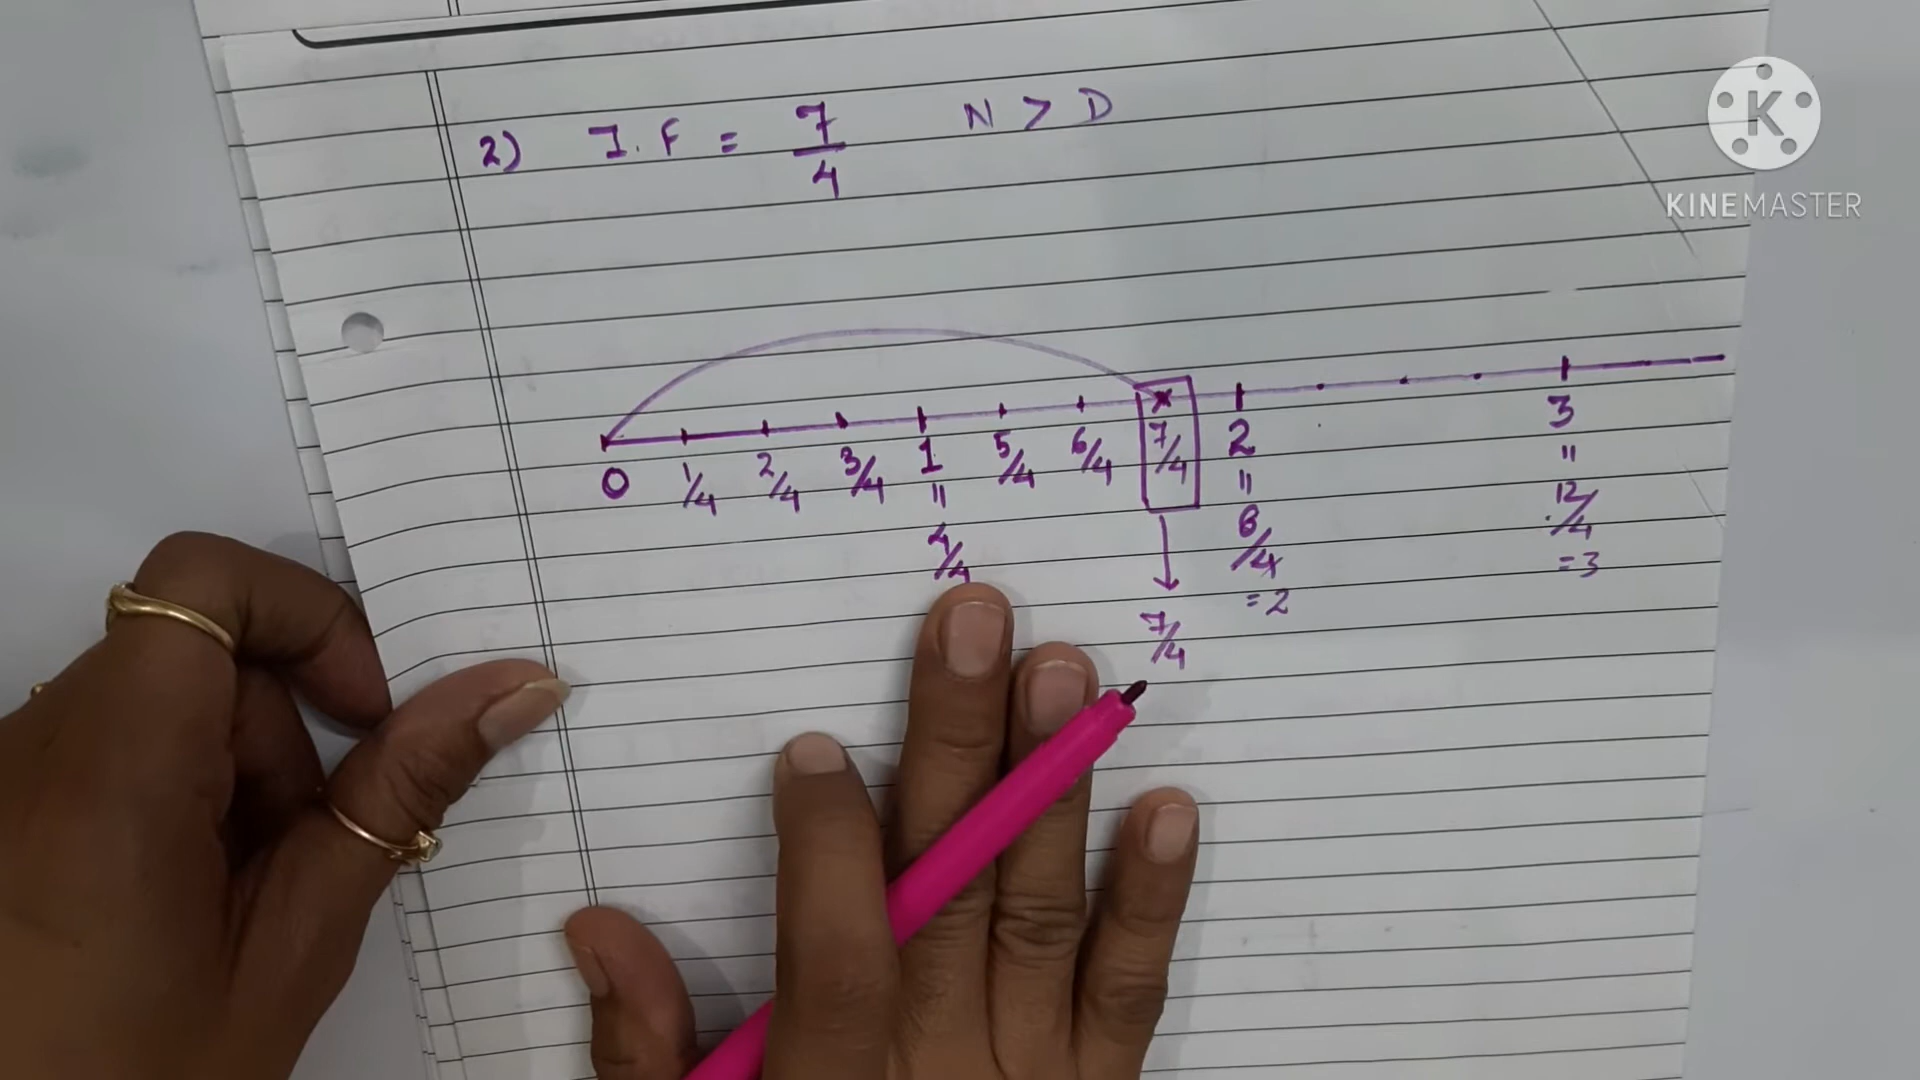 2) I.F = 7/4 N > D
0 1/4 2/4 3/4 1 5/4 6/4 7/4 2 3
= 4/4 = 8/4 = 12/4
= 2 = 3
7/4
K
KINEMASTER